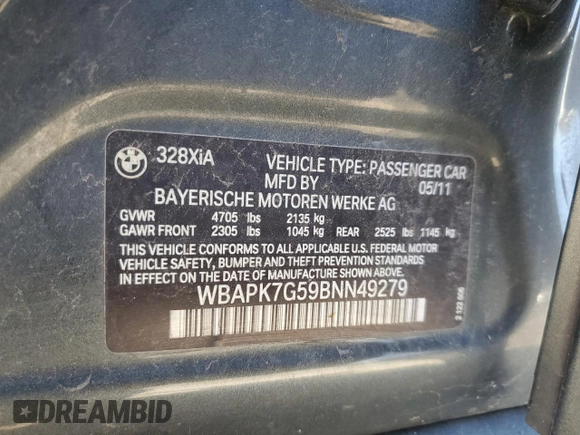 328XiA VEHICLE TYPE: PASSENGER CAR
MFD BY 05/11
BAYERISCHE MOTOREN WERKE AG
GVWR 4705 lbs 2135 kg
GAWR FRONT 2305 lbs 1045 kg REAR 2525 lbs 1145 kg
THIS VEHICLE CONFORMS TO ALL APPLICABLE U.S. FEDERAL MOTOR
VEHICLE SAFETY, BUMPER AND THEFT PREVENTION STANDARDS
IN EFFECT ON THE DATE OF MANUFACTURE SHOWN ABOVE.
WBAPK7G59BNN49279
DREAMBID